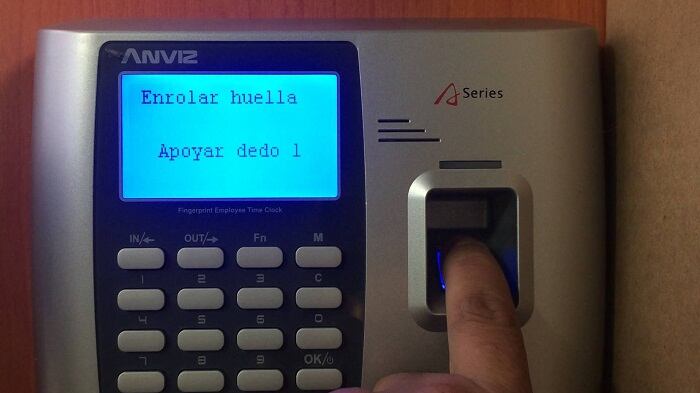 ANVIZ
Enrolar huella
Apoyar dedo 1
A Series
Fingerprint Employee Time Clock
IN/← OUT/→ Fn M
1 2 3 C
4 5 6 0
7 8 9 OK/⏻